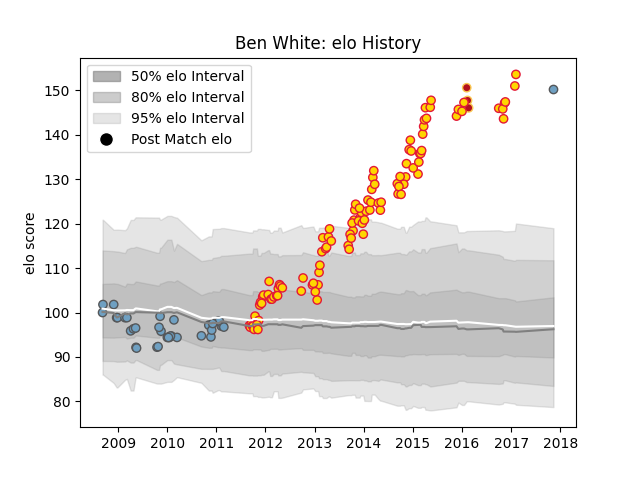 Ben White: elo History
50% elo Interval
80% elo Interval
95% elo Interval
Post Match elo
elo score
150
140
130
120
110
100
90
80
2009 2010 2011 2012 2013 2014 2015 2016 2017 2018